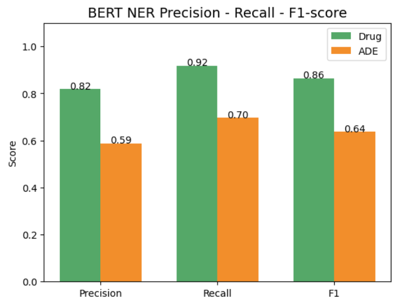 BERT NER Precision - Recall - F1-score
Drug
ADE
Score
1.0
0.8
0.6
0.4
0.2
0.0
0.82
0.59
0.92
0.70
0.86
0.64
Precision
Recall
F1